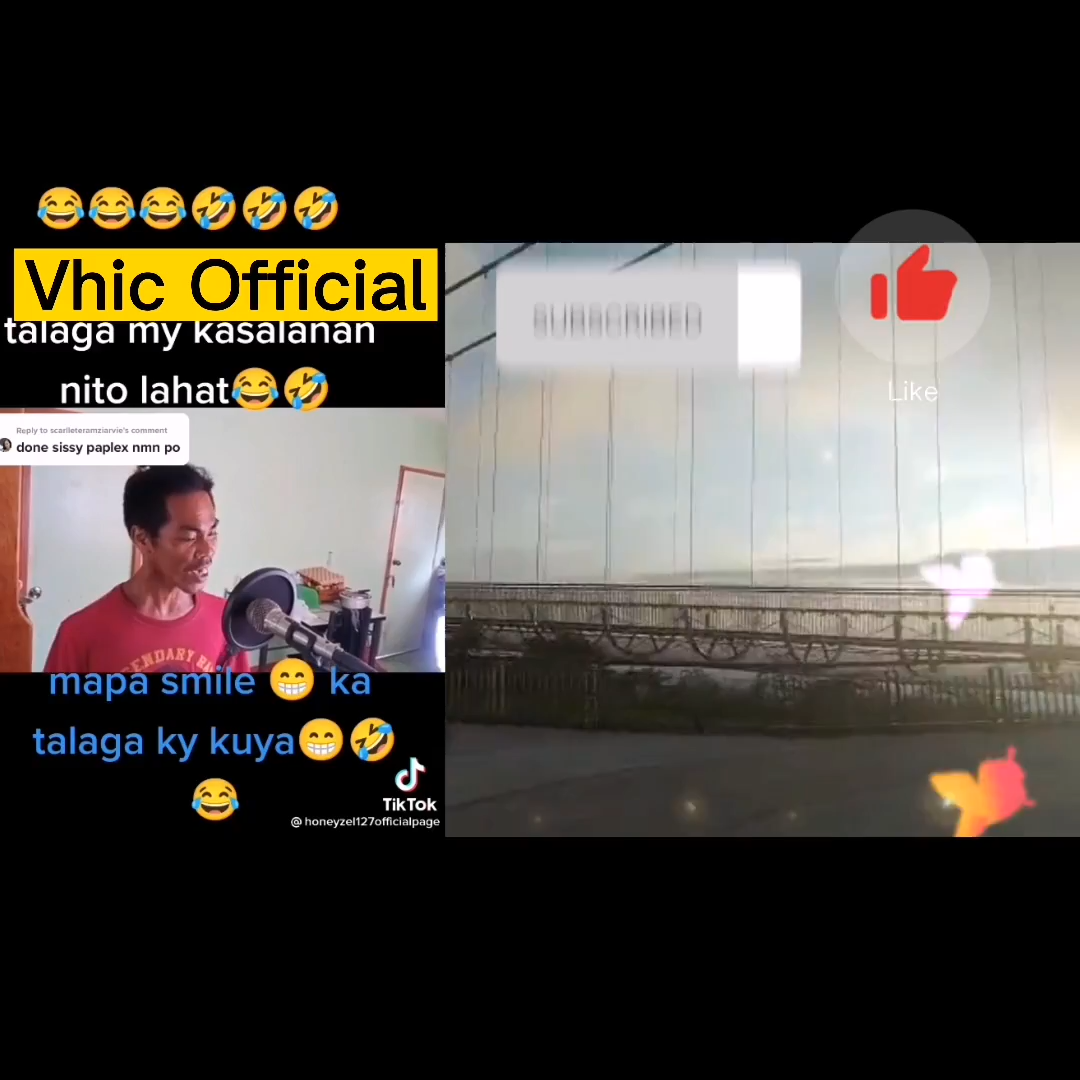 😂😂😂🤣🤣🤣
Vhic Official
talaga my kasalanan
nito lahat😂🤣
Reply to scarlleteramziarvie's comment
done sissy paplex nmn po
mapa smile 😁 ka
talaga ky kuya😁🤣
😂
TikTok
@honeyzel127officialpage
SUBSCRIBED
Like